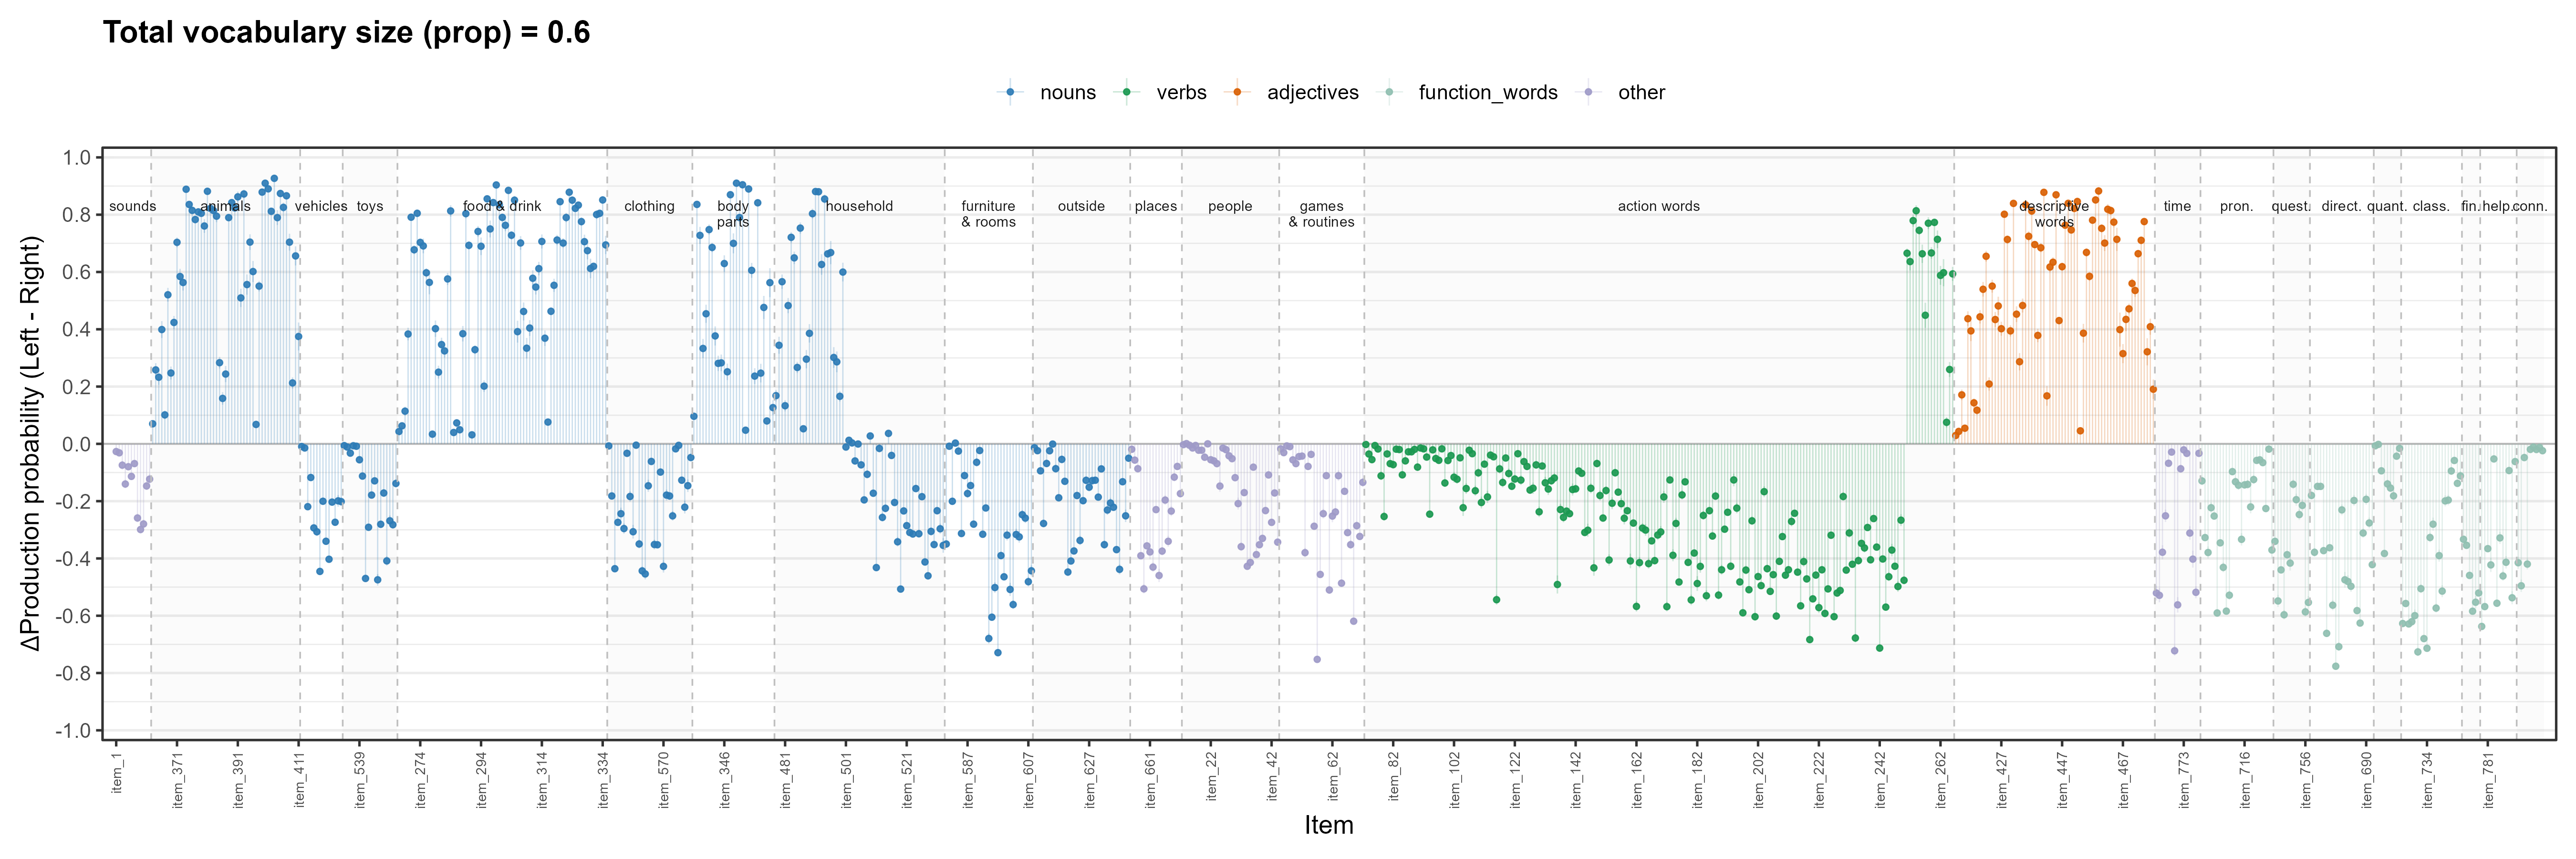 Total vocabulary size (prop) = 0.6
nouns verbs adjectives function_words other
1.0
0.8
0.6
0.4
0.2
0.0
-0.2
-0.4
-0.6
-0.8
-1.0
ΔProduction probability (Left - Right)
sounds animals vehicles toys food & drink clothing body parts household furniture & rooms outside places people games & routines action words descriptive words time pron. quest. direct. quant. class. fin. help. conn.
item_1 item_371 item_391 item_411 item_539 item_274 item_294 item_314 item_334 item_570 item_346 item_481 item_501 item_521 item_587 item_607 item_627 item_661 item_22 item_42 item_62 item_82 item_102 item_122 item_142 item_162 item_182 item_202 item_222 item_242 item_262 item_427 item_447 item_467 item_773 item_716 item_756 item_690 item_734 item_781
Item